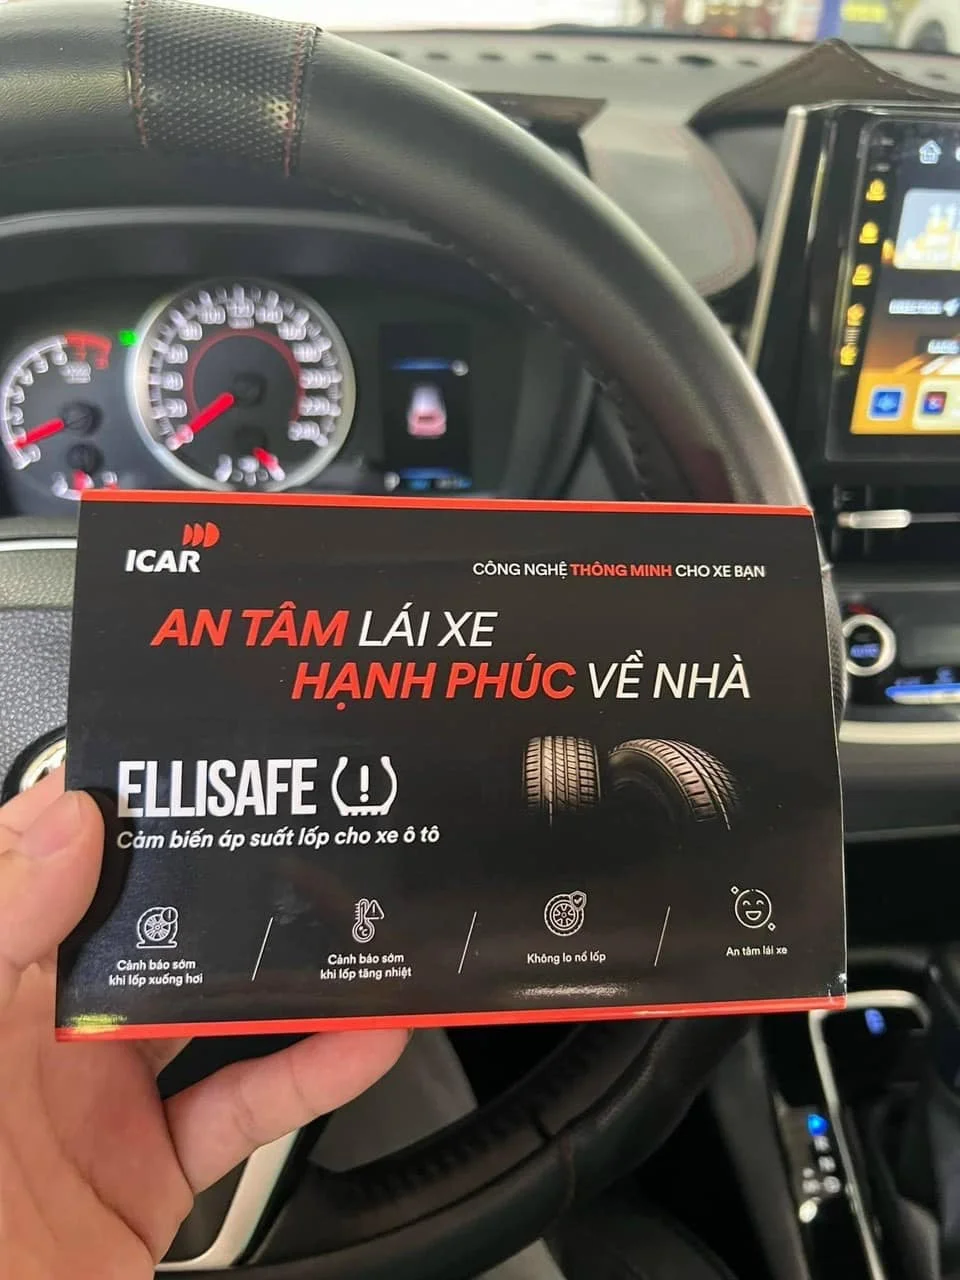 ICAR
CÔNG NGHỆ THÔNG MINH CHO XE BẠN
AN TÂM LÁI XE
HẠNH PHÚC VỀ NHÀ
ELLISAFE
Cảm biến áp suất lốp cho xe ô tô
Cảnh báo sớm
khi lốp xuống hơi
Cảnh báo sớm
khi lốp tăng nhiệt
Không lo nổ lốp
An tâm lái xe
AUTO